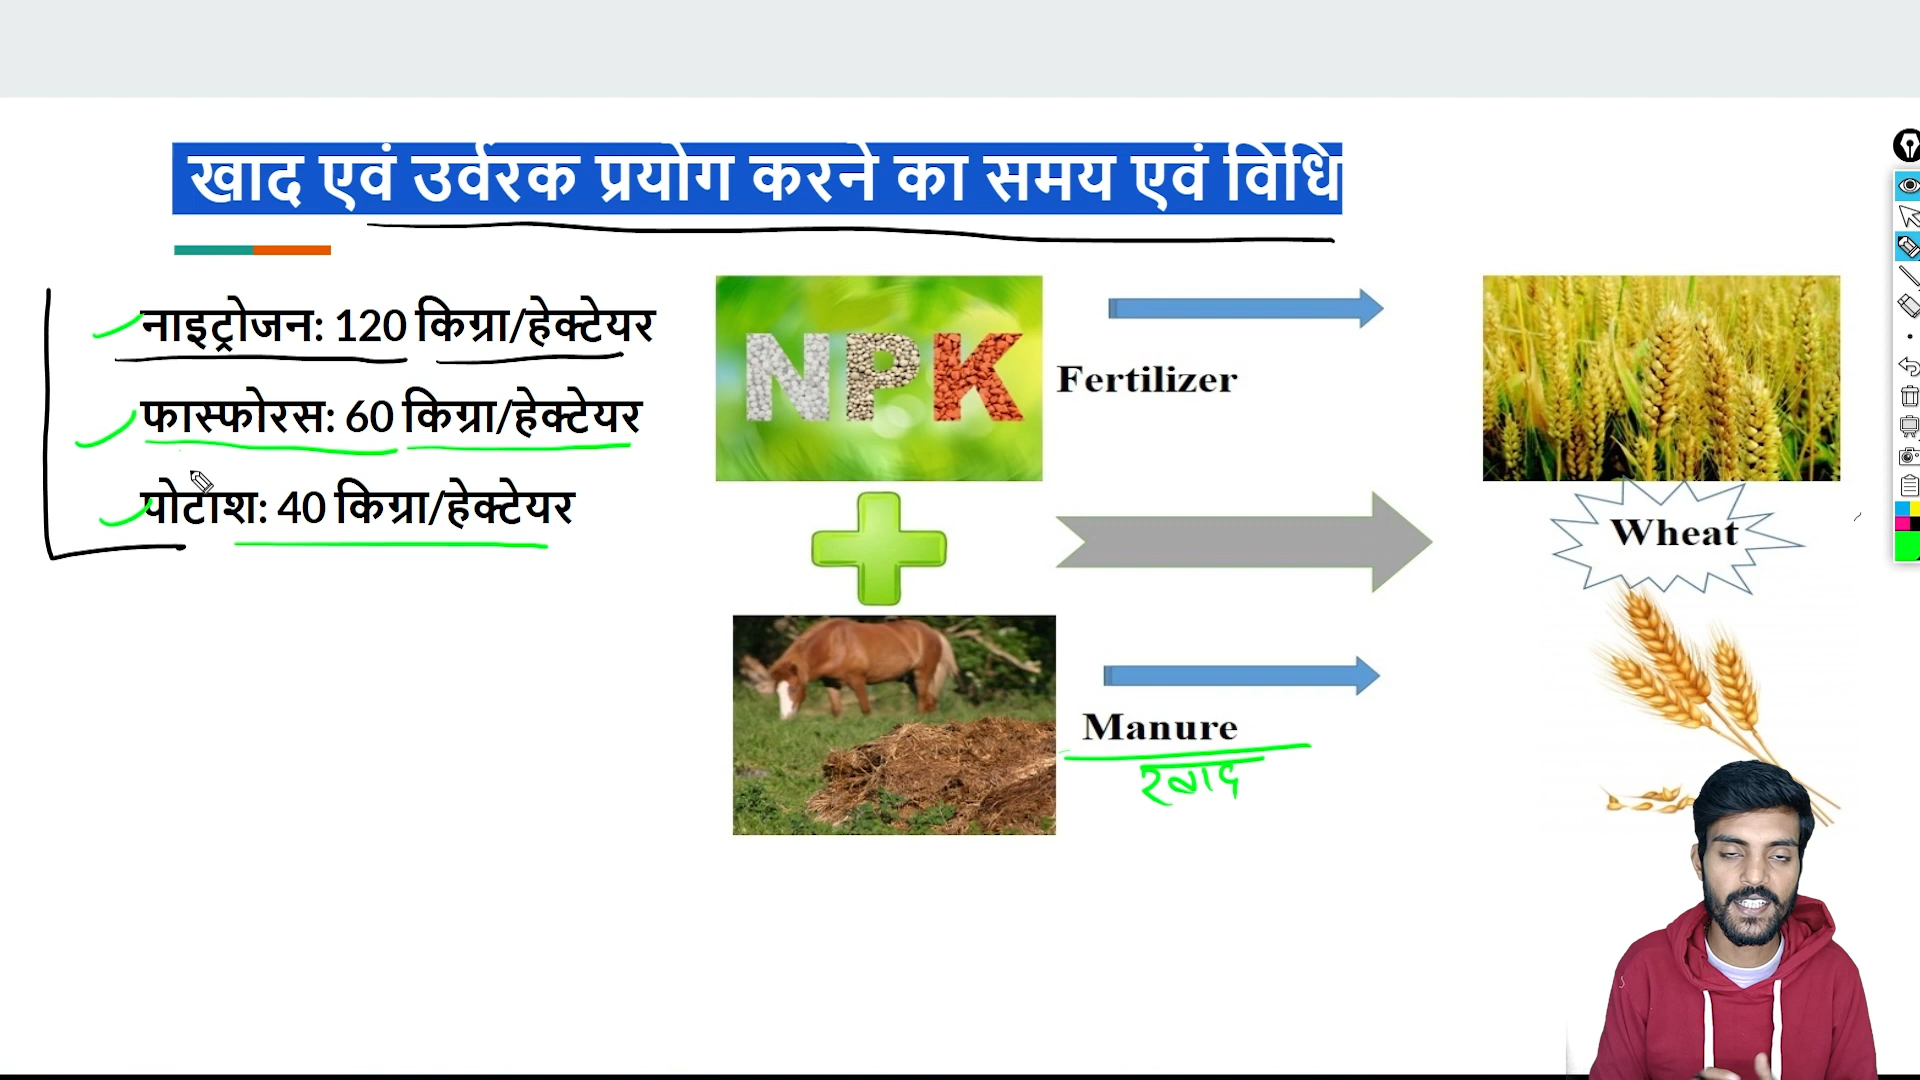 खाद एवं उर्वरक प्रयोग करने का समय एवं विधि
नाइट्रोजन: 120 किग्रा/हेक्टेयर
फास्फोरस: 60 किग्रा/हेक्टेयर
पोटाश: 40 किग्रा/हेक्टेयर
NPK
Fertilizer
Wheat
Manure
खाद